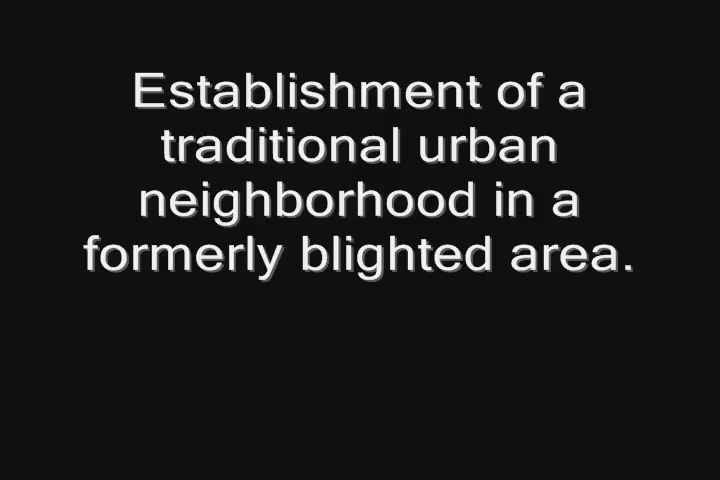 Establishment of a
traditional urban
neighborhood in a
formerly blighted area.